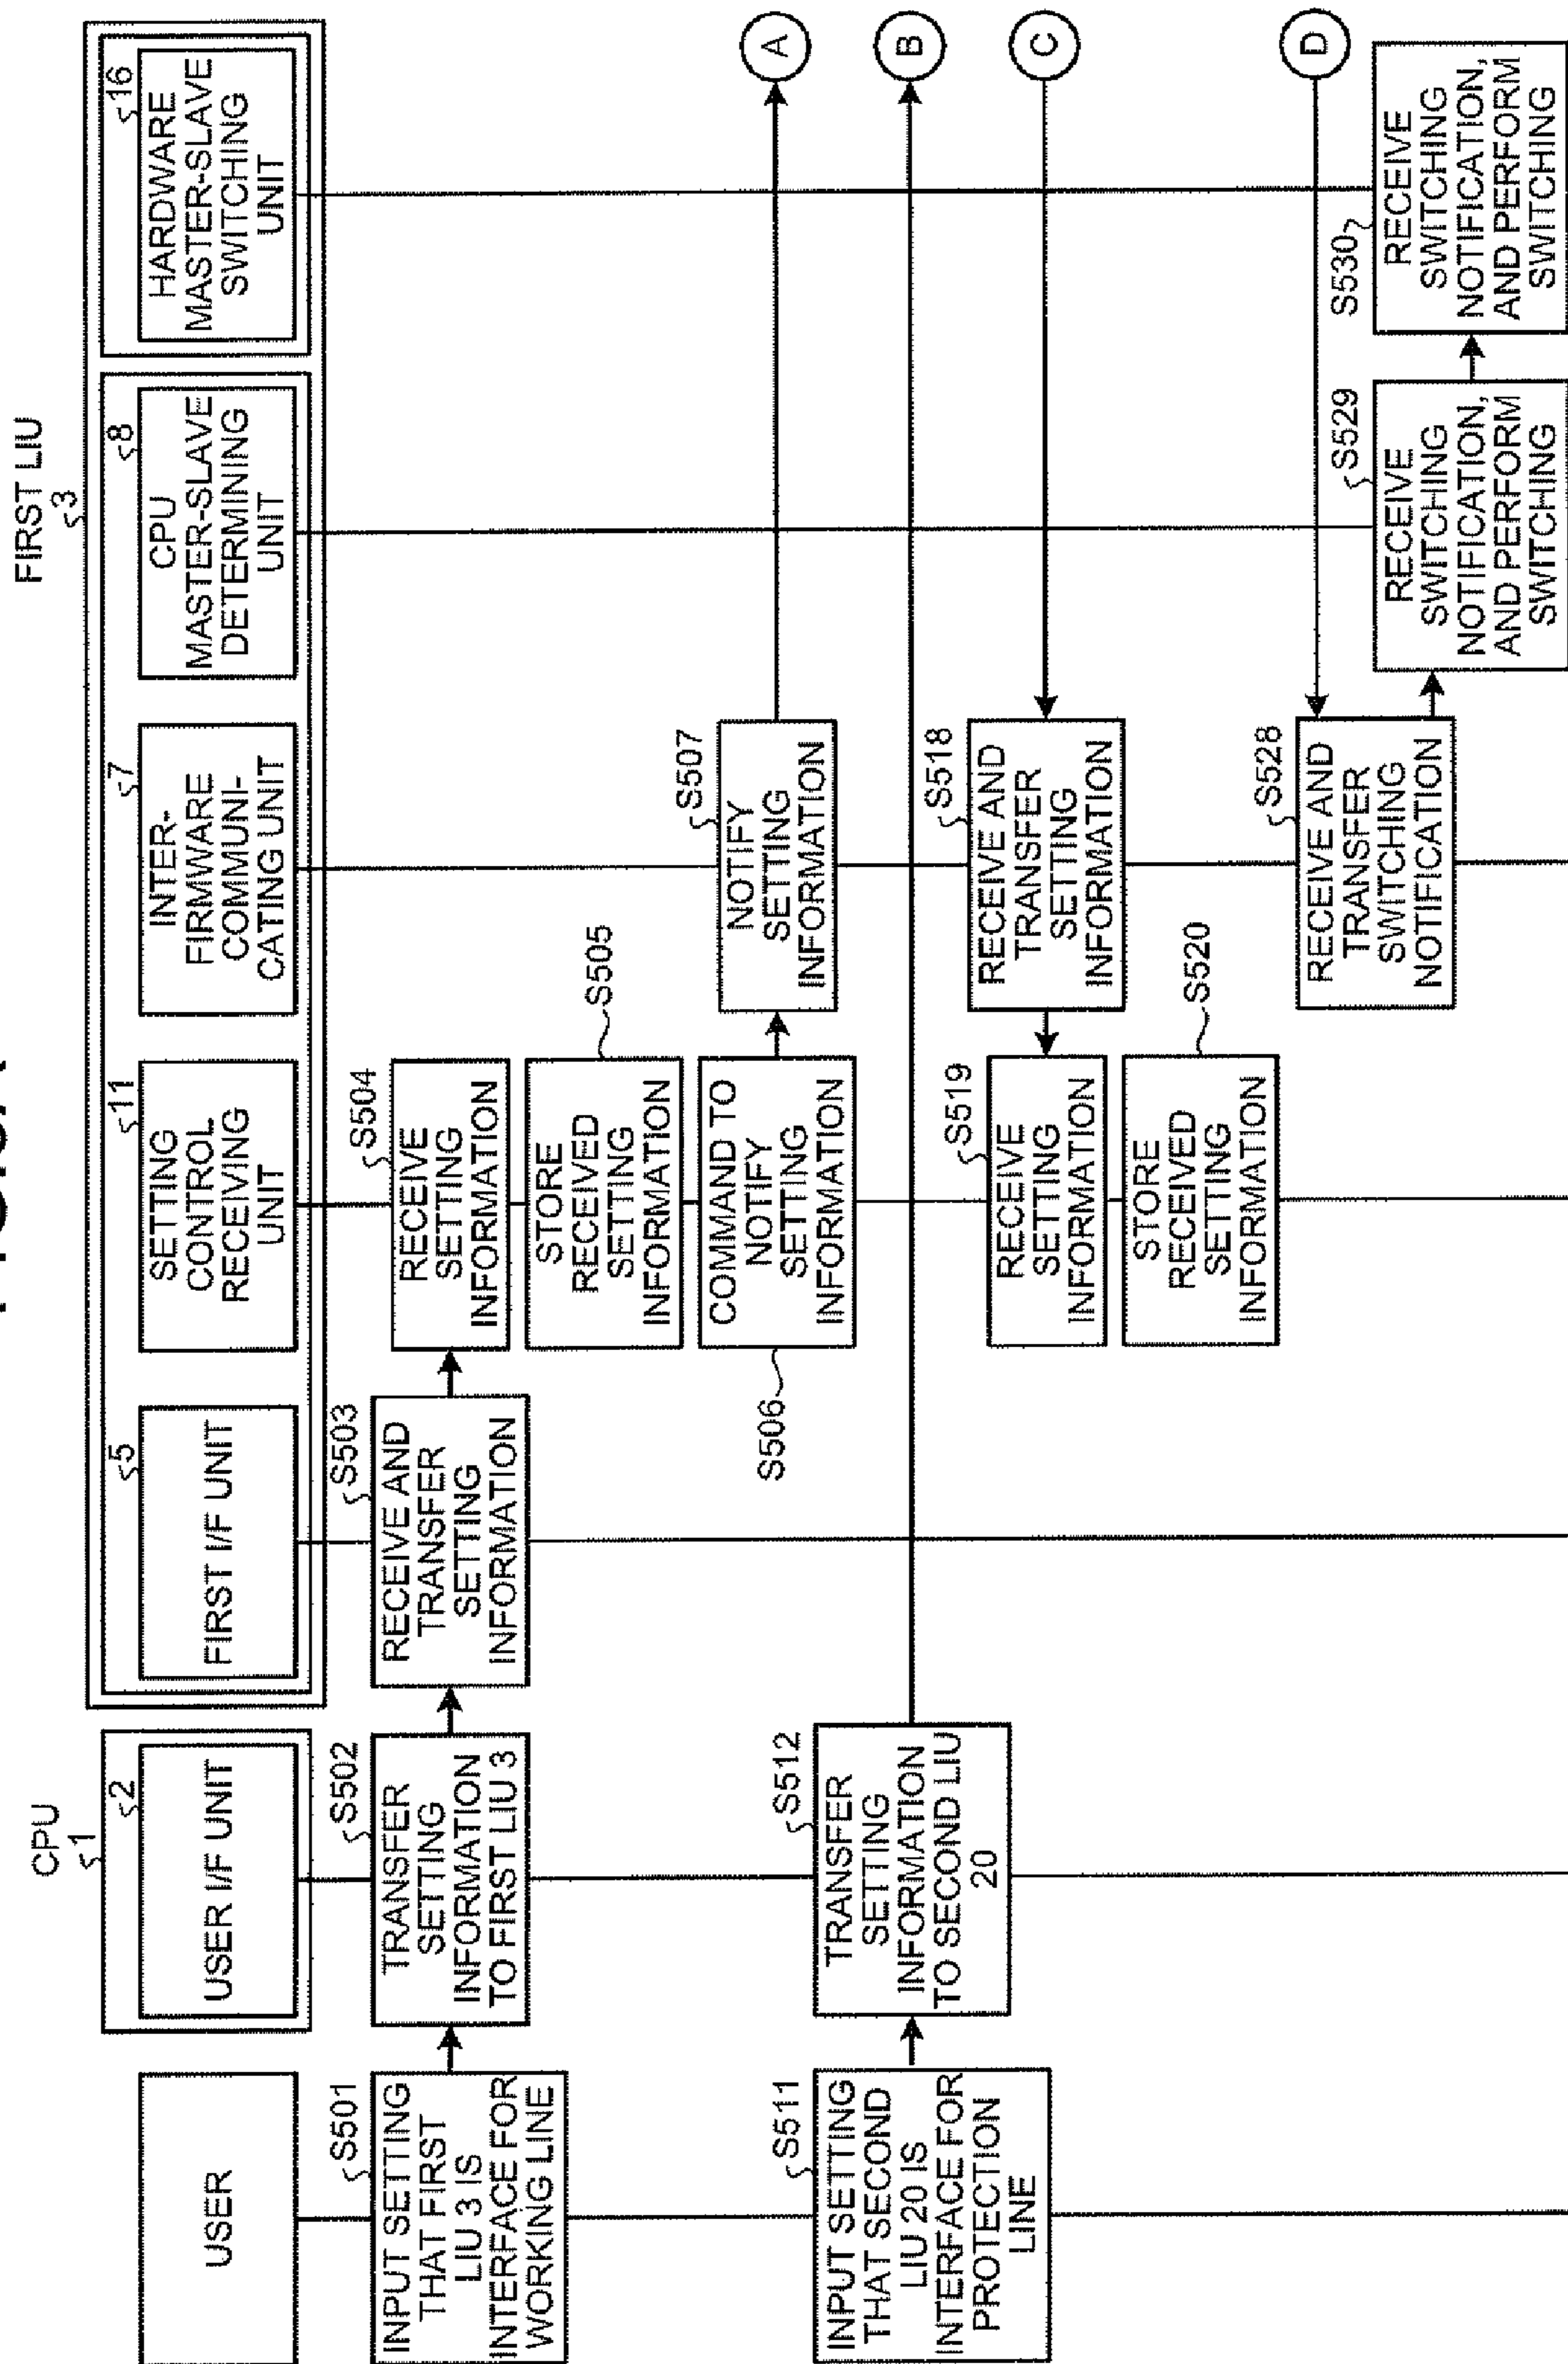 FIRST LIU
3
CPU
1
USER
2
USER I/F UNIT
5
FIRST I/F UNIT
11
SETTING
CONTROL
RECEIVING
UNIT
7
INTER-
FIRMWARE
COMMUNI-
CATING UNIT
8
CPU
MASTER-SLAVE
DETERMINING
UNIT
16
HARDWARE
MASTER-SLAVE
SWITCHING
UNIT
S501
INPUT SETTING
THAT FIRST
LIU 3 IS
INTERFACE FOR
WORKING LINE
S502
TRANSFER
SETTING
INFORMATION
TO FIRST LIU 3
S503
RECEIVE AND
TRANSFER
SETTING
INFORMATION
S504
RECEIVE
SETTING
INFORMATION
S505
STORE
RECEIVED
SETTING
INFORMATION
S506
COMMAND TO
NOTIFY
SETTING
INFORMATION
S507
NOTIFY
SETTING
INFORMATION
A
S511
INPUT SETTING
THAT SECOND
LIU 20 IS
INTERFACE FOR
PROTECTION
LINE
S512
TRANSFER
SETTING
INFORMATION
TO SECOND LIU
20
B
C
S518
RECEIVE AND
TRANSFER
SETTING
INFORMATION
S519
RECEIVE
SETTING
INFORMATION
S520
STORE
RECEIVED
SETTING
INFORMATION
D
S528
RECEIVE AND
TRANSFER
SWITCHING
NOTIFICATION
S529
RECEIVE
SWITCHING
NOTIFICATION,
AND PERFORM
SWITCHING
S530
RECEIVE
SWITCHING
NOTIFICATION,
AND PERFORM
SWITCHING